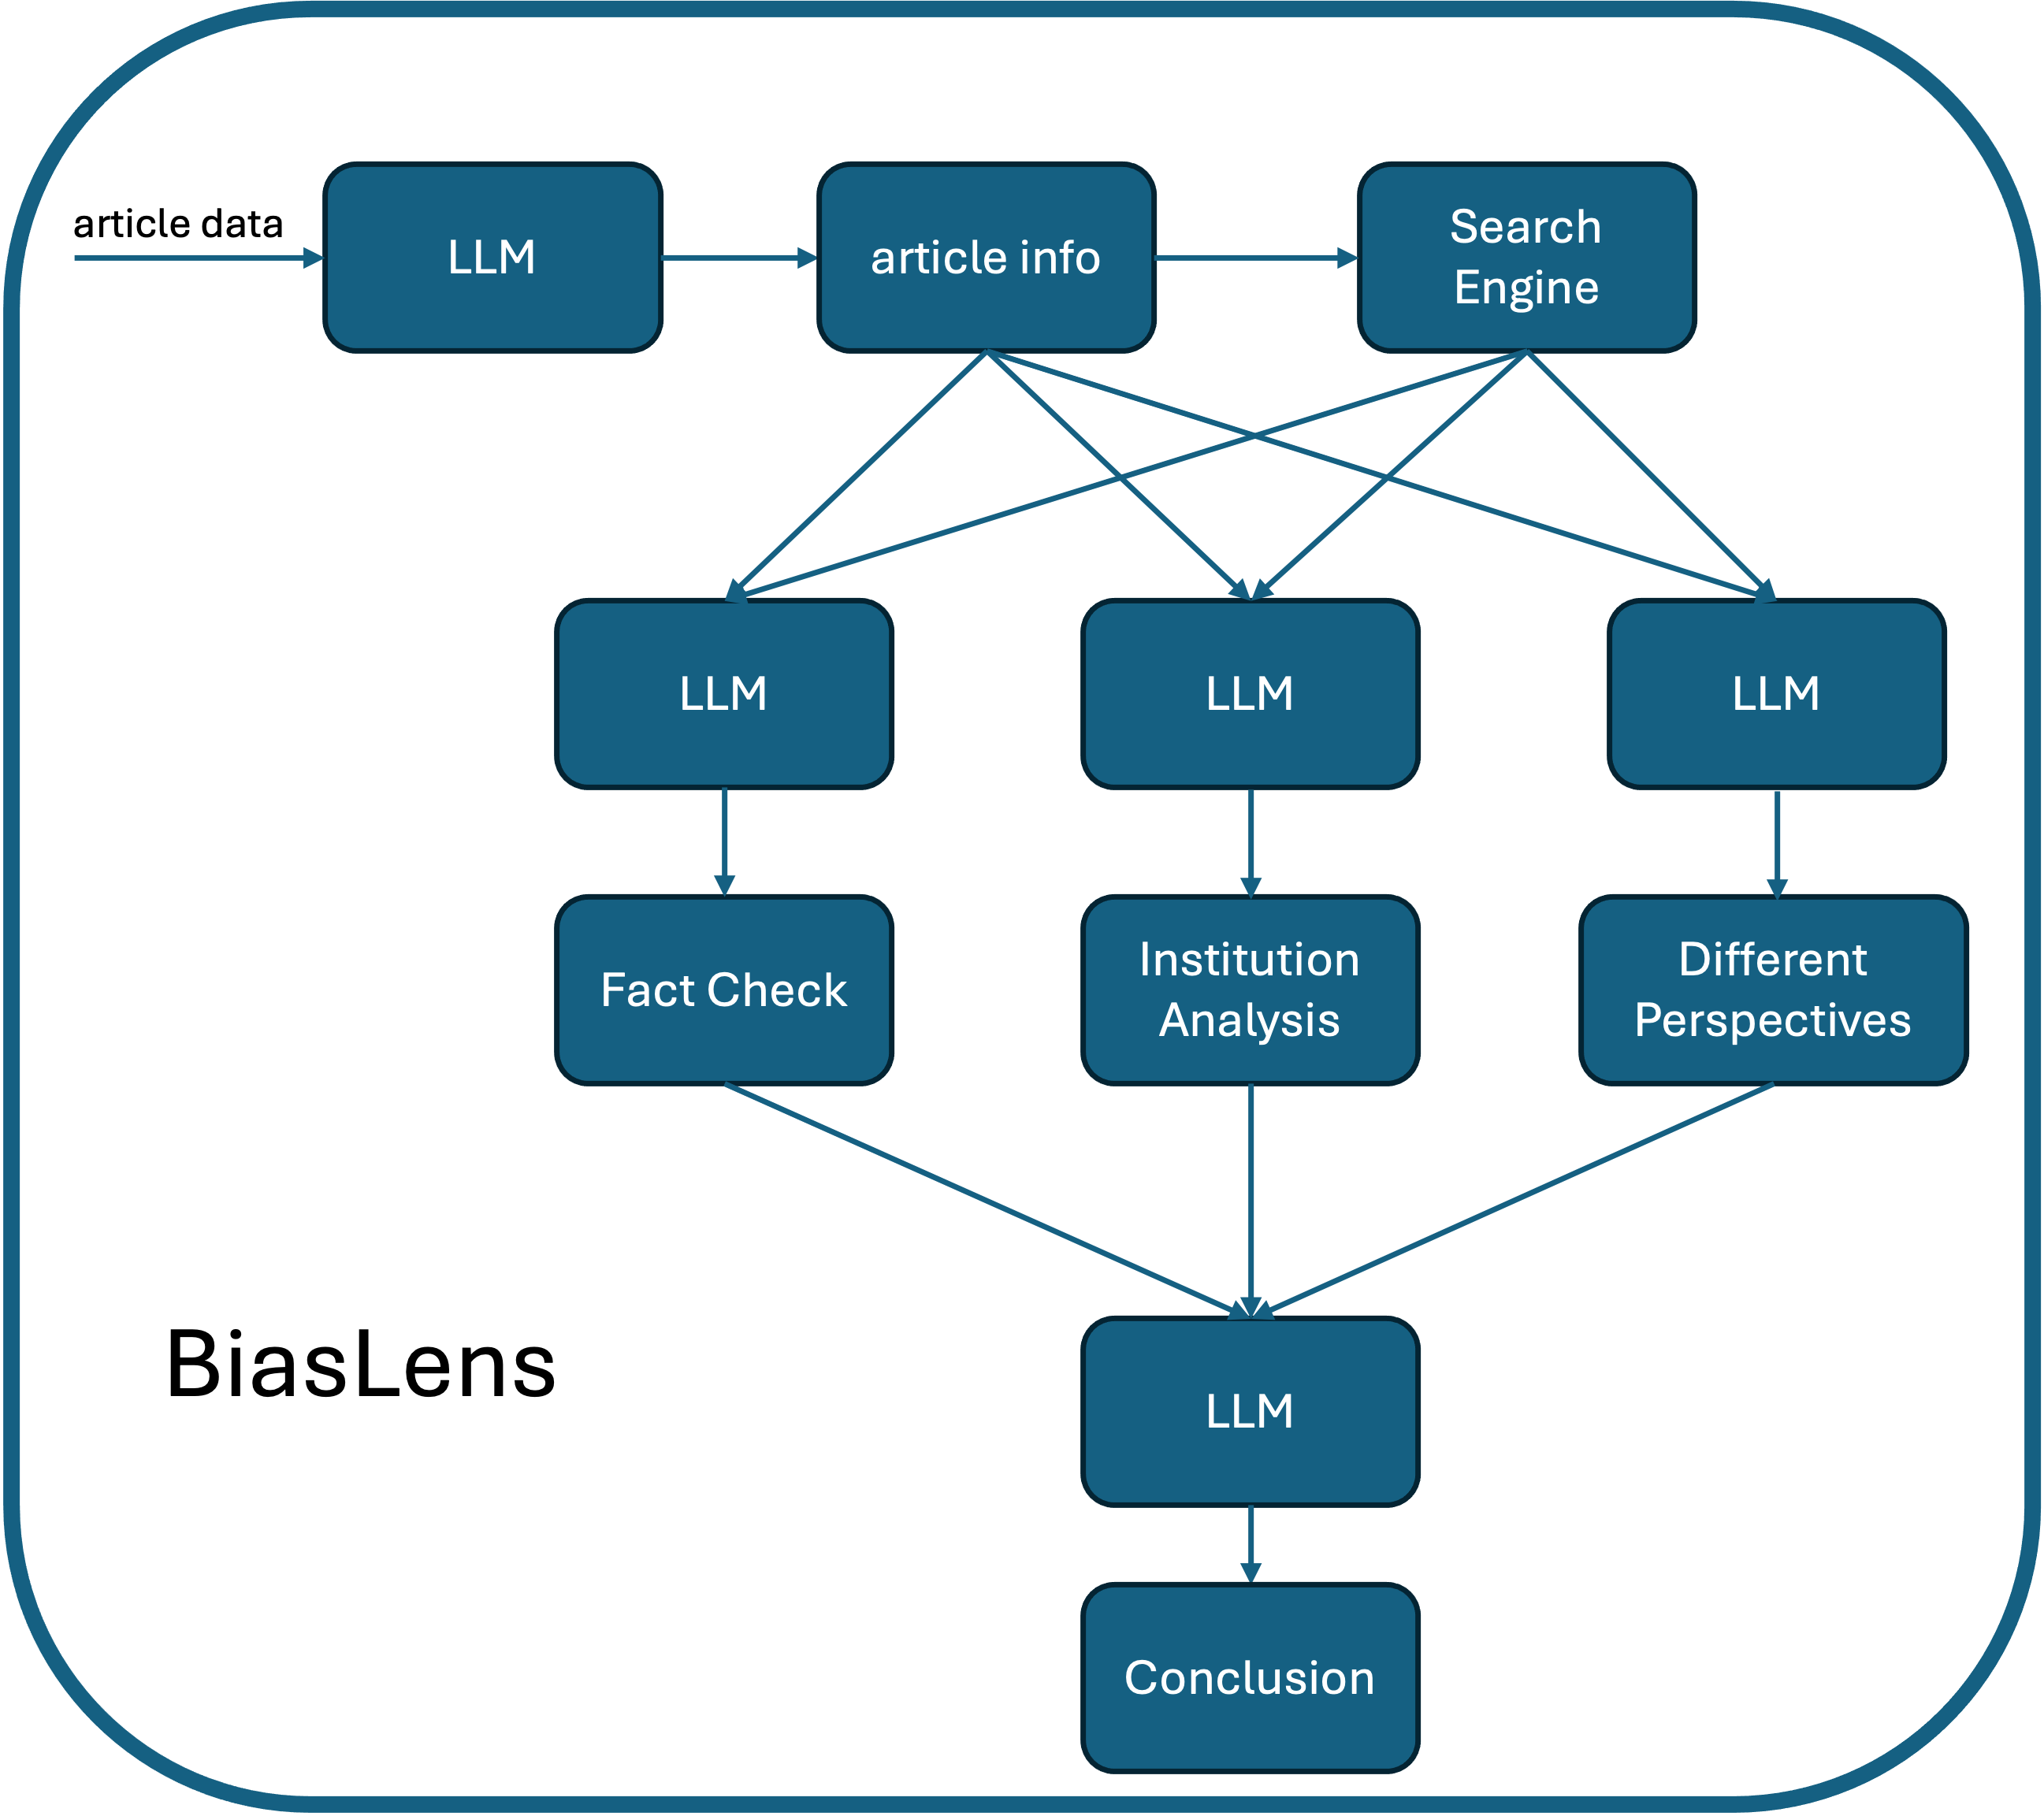 article data
LLM
article info
Search
Engine
LLM
LLM
LLM
Fact Check
Institution
Analysis
Different
Perspectives
BiasLens
LLM
Conclusion